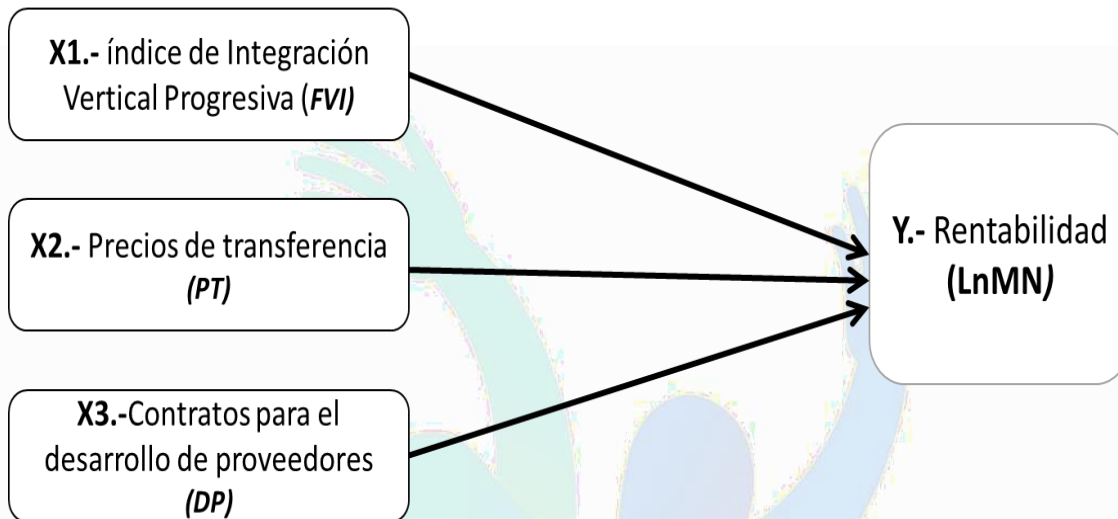 X1.- índice de Integración
Vertical Progresiva (FVI)
X2.- Precios de transferencia
(PT)
X3.-Contratos para el
desarrollo de proveedores
(DP)
Y.- Rentabilidad
(LnMN)